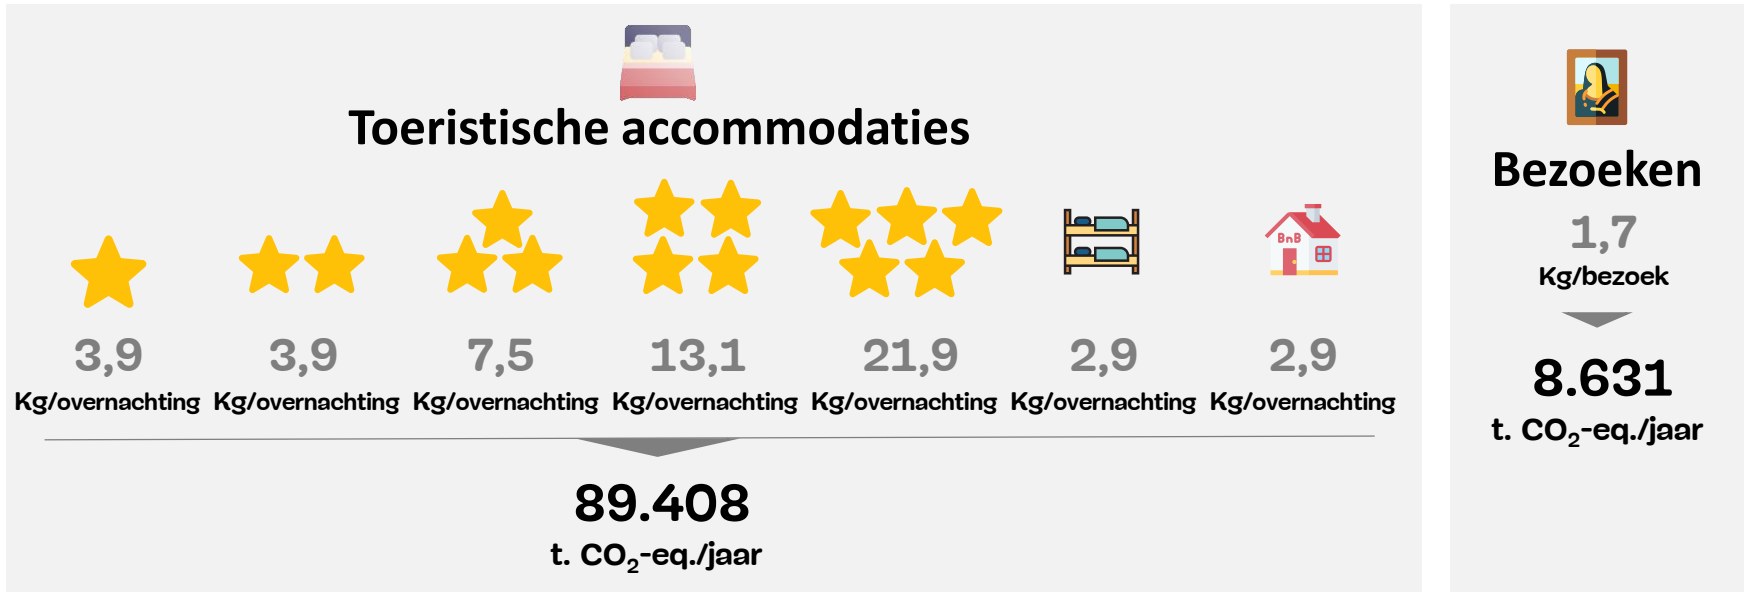 Toeristische accommodaties
BnB
3,9
Kg/overnachting
3,9
Kg/overnachting
7,5
Kg/overnachting
13,1
Kg/overnachting
21,9
Kg/overnachting
2,9
Kg/overnachting
2,9
Kg/overnachting
89.408
t. CO₂-eq./jaar
Bezoeken
1,7
Kg/bezoek
8.631
t. CO₂-eq./jaar